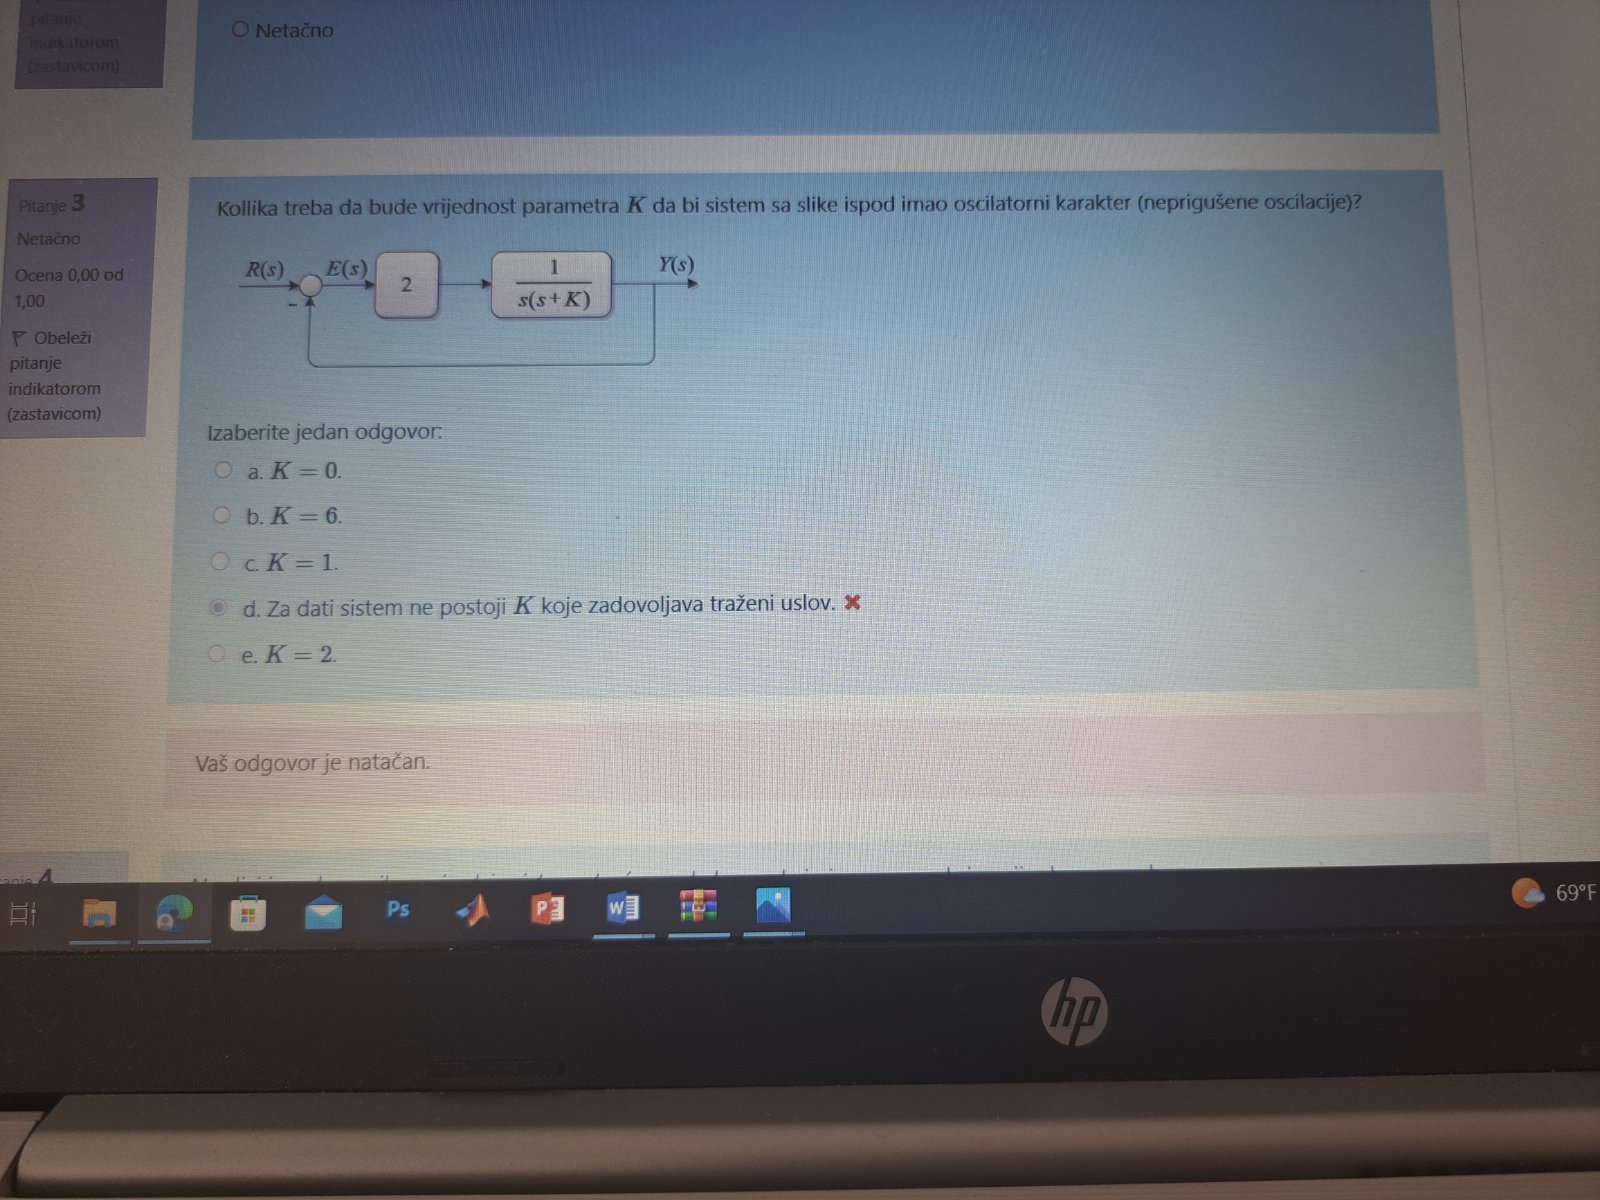 pitanje
indikatorom
(zastavicom)
Netačno
Pitanje 3
Netačno
Ocena 0,00 od
1,00
Obeleži
pitanje
indikatorom
(zastavicom)
Kollika treba da bude vrijednost parametra K da bi sistem sa slike ispod imao oscilatorni karakter (neprigušene oscilacije)?
R(s) E(s) 2 1 Y(s)
s(s+K)
–
Izaberite jedan odgovor:
a. K = 0.
b. K = 6.
c. K = 1.
d. Za dati sistem ne postoji K koje zadovoljava traženi uslov.
e. K = 2.
Vaš odgovor je natačan.
4
Ps
P
W
69°F
hp